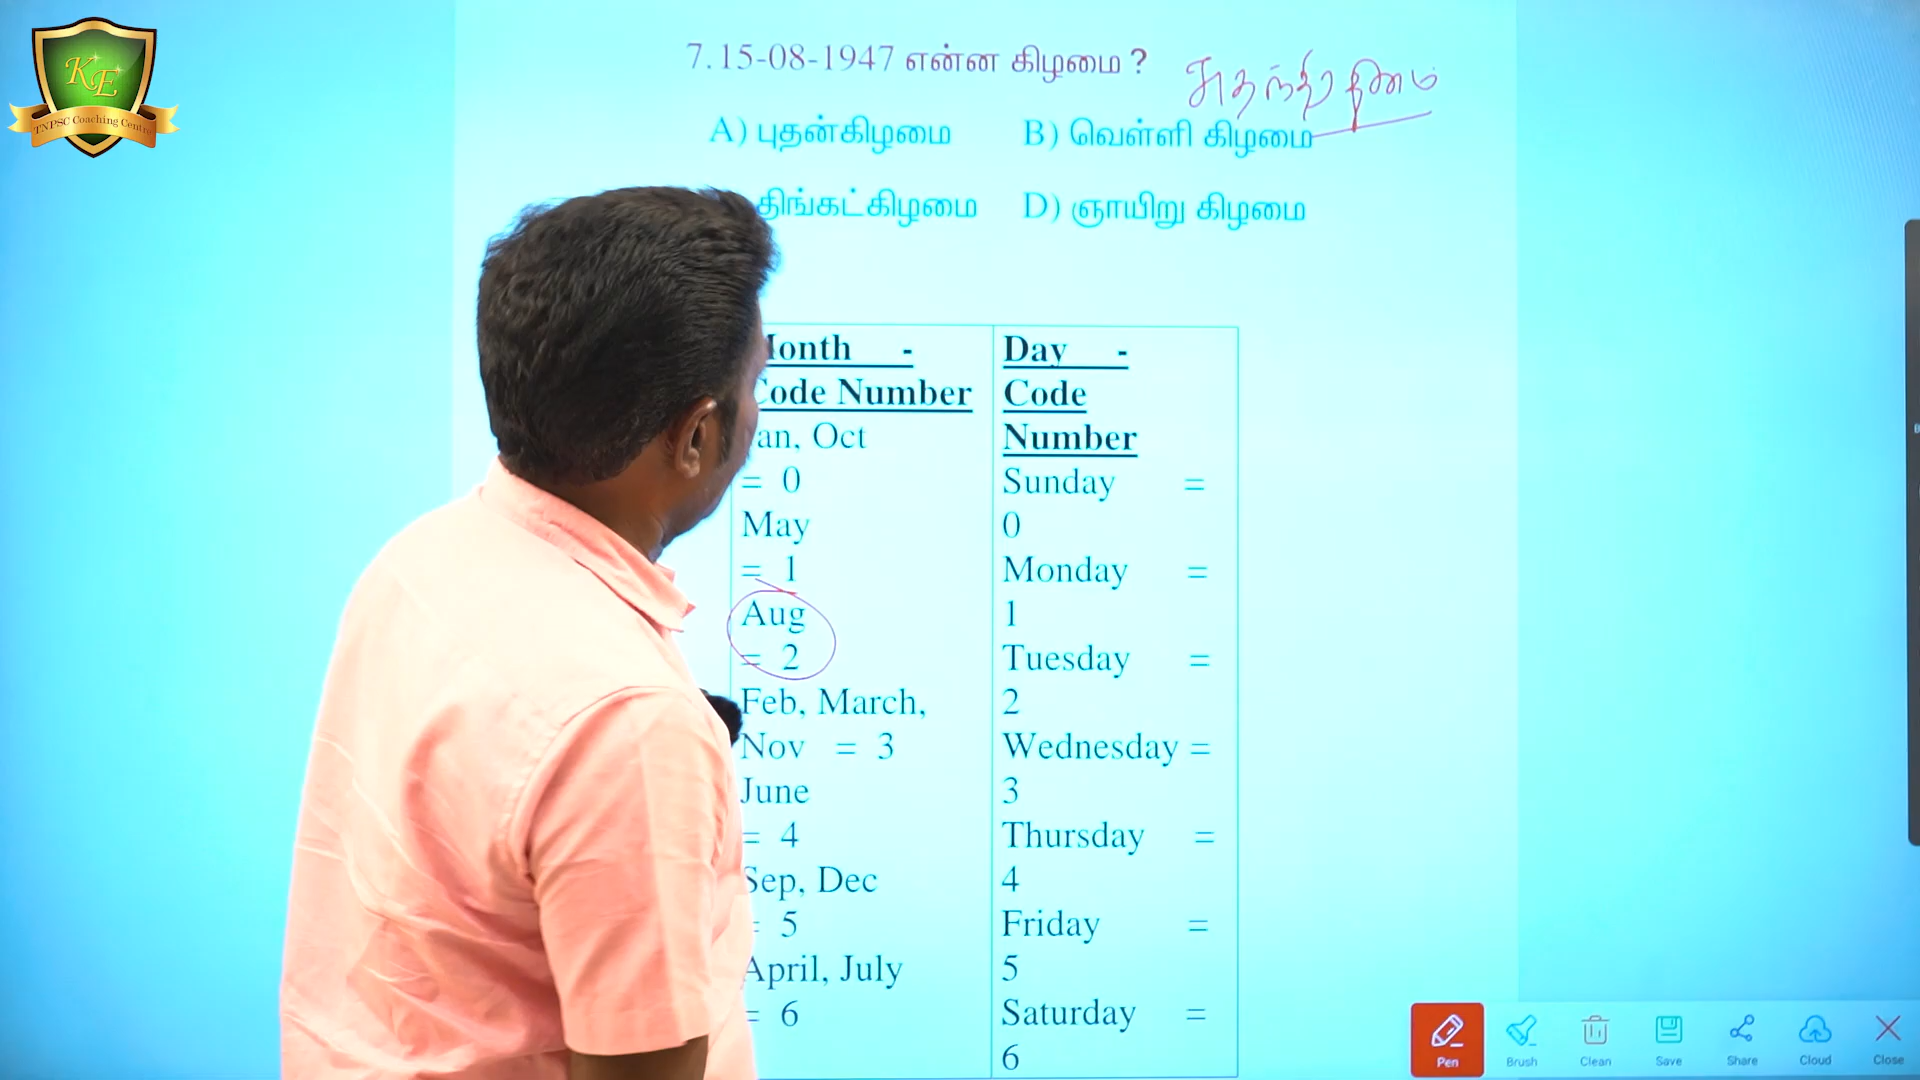 KE
TNPSC Coaching Centre
7.15-08-1947 என்ன கிழமை ?
சுதந்திர தினம்
A) புதன்கிழமை B) வெள்ளி கிழமை
திங்கட்கிழமை D) ஞாயிறு கிழமை
Month -
Code Number
Jan, Oct
= 0
May
= 1
Aug
= 2
Feb, March,
Nov = 3
June
= 4
Sep, Dec
= 5
April, July
= 6
Day -
Code
Number
Sunday =
0
Monday =
1
Tuesday =
2
Wednesday =
3
Thursday =
4
Friday =
5
Saturday =
6
Pen Brush Clean Save Share Cloud Close